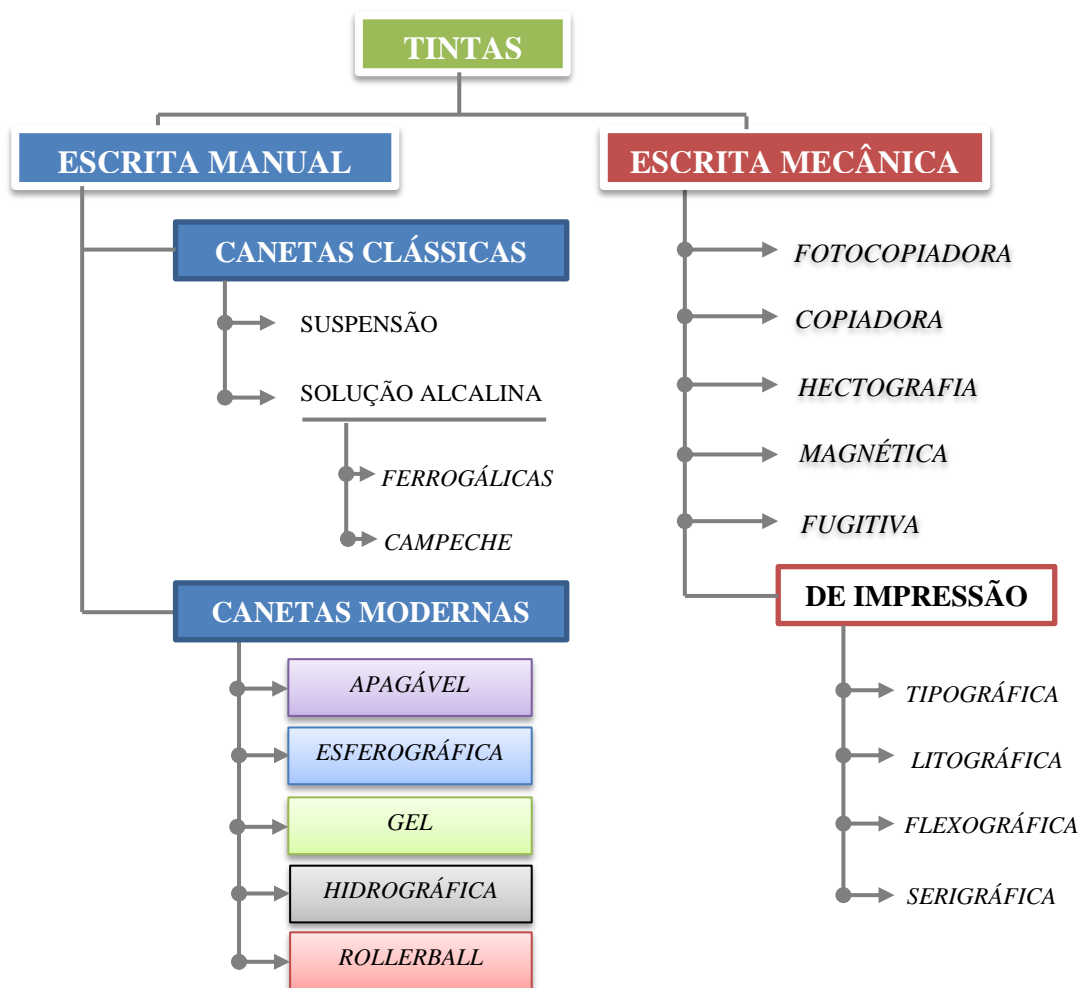 TINTAS
ESCRITA MANUAL
CANETAS CLÁSSICAS
SUSPENSÃO
SOLUÇÃO ALCALINA
FERROGÁLICAS
CAMPECHE
CANETAS MODERNAS
APAGÁVEL
ESFEROGRÁFICA
GEL
HIDROGRÁFICA
ROLLERBALL
ESCRITA MECÂNICA
FOTOCOPIADORA
COPIADORA
HECTOGRAFIA
MAGNÉTICA
FUGITIVA
DE IMPRESSÃO
TIPOGRÁFICA
LITOGRÁFICA
FLEXOGRÁFICA
SERIGRÁFICA